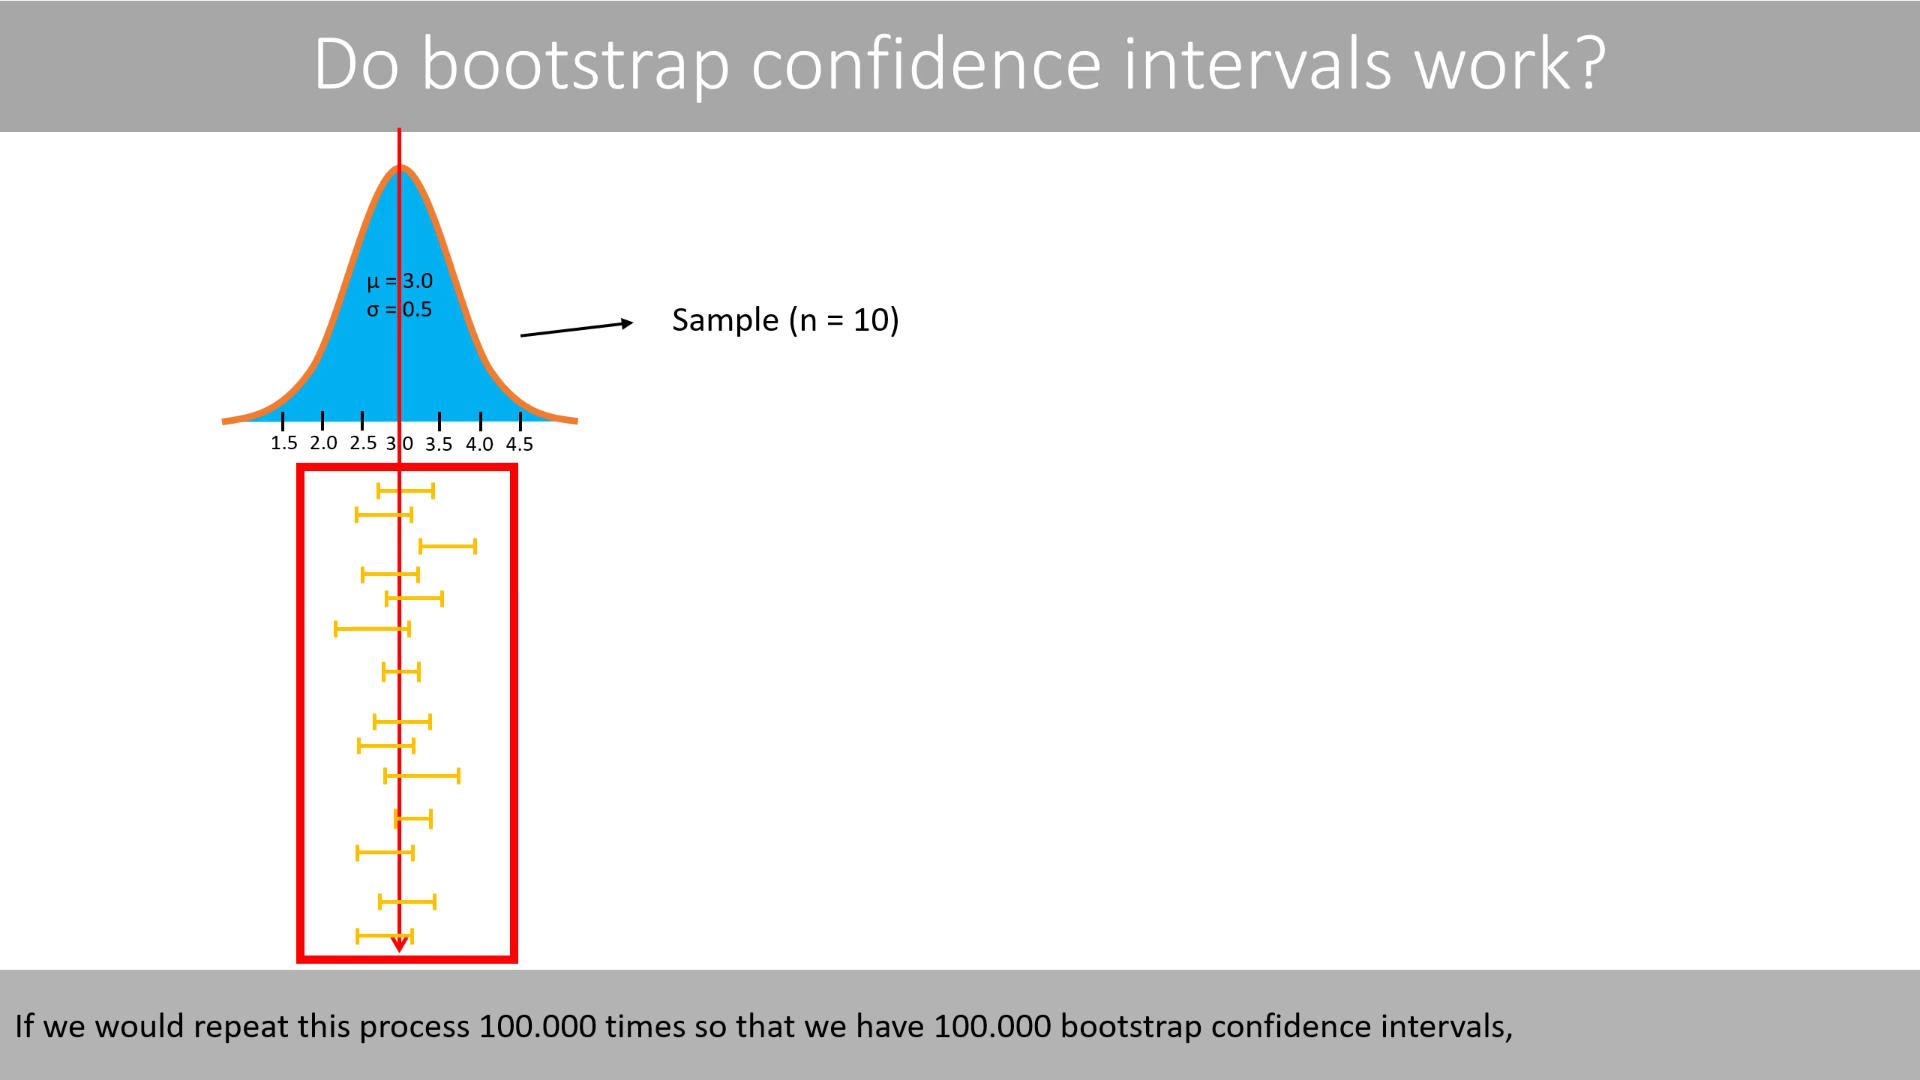 Do bootstrap confidence intervals work?
μ = 3.0
σ = 0.5
Sample (n = 10)
1.5 2.0 2.5 3.0 3.5 4.0 4.5
If we would repeat this process 100.000 times so that we have 100.000 bootstrap confidence intervals,